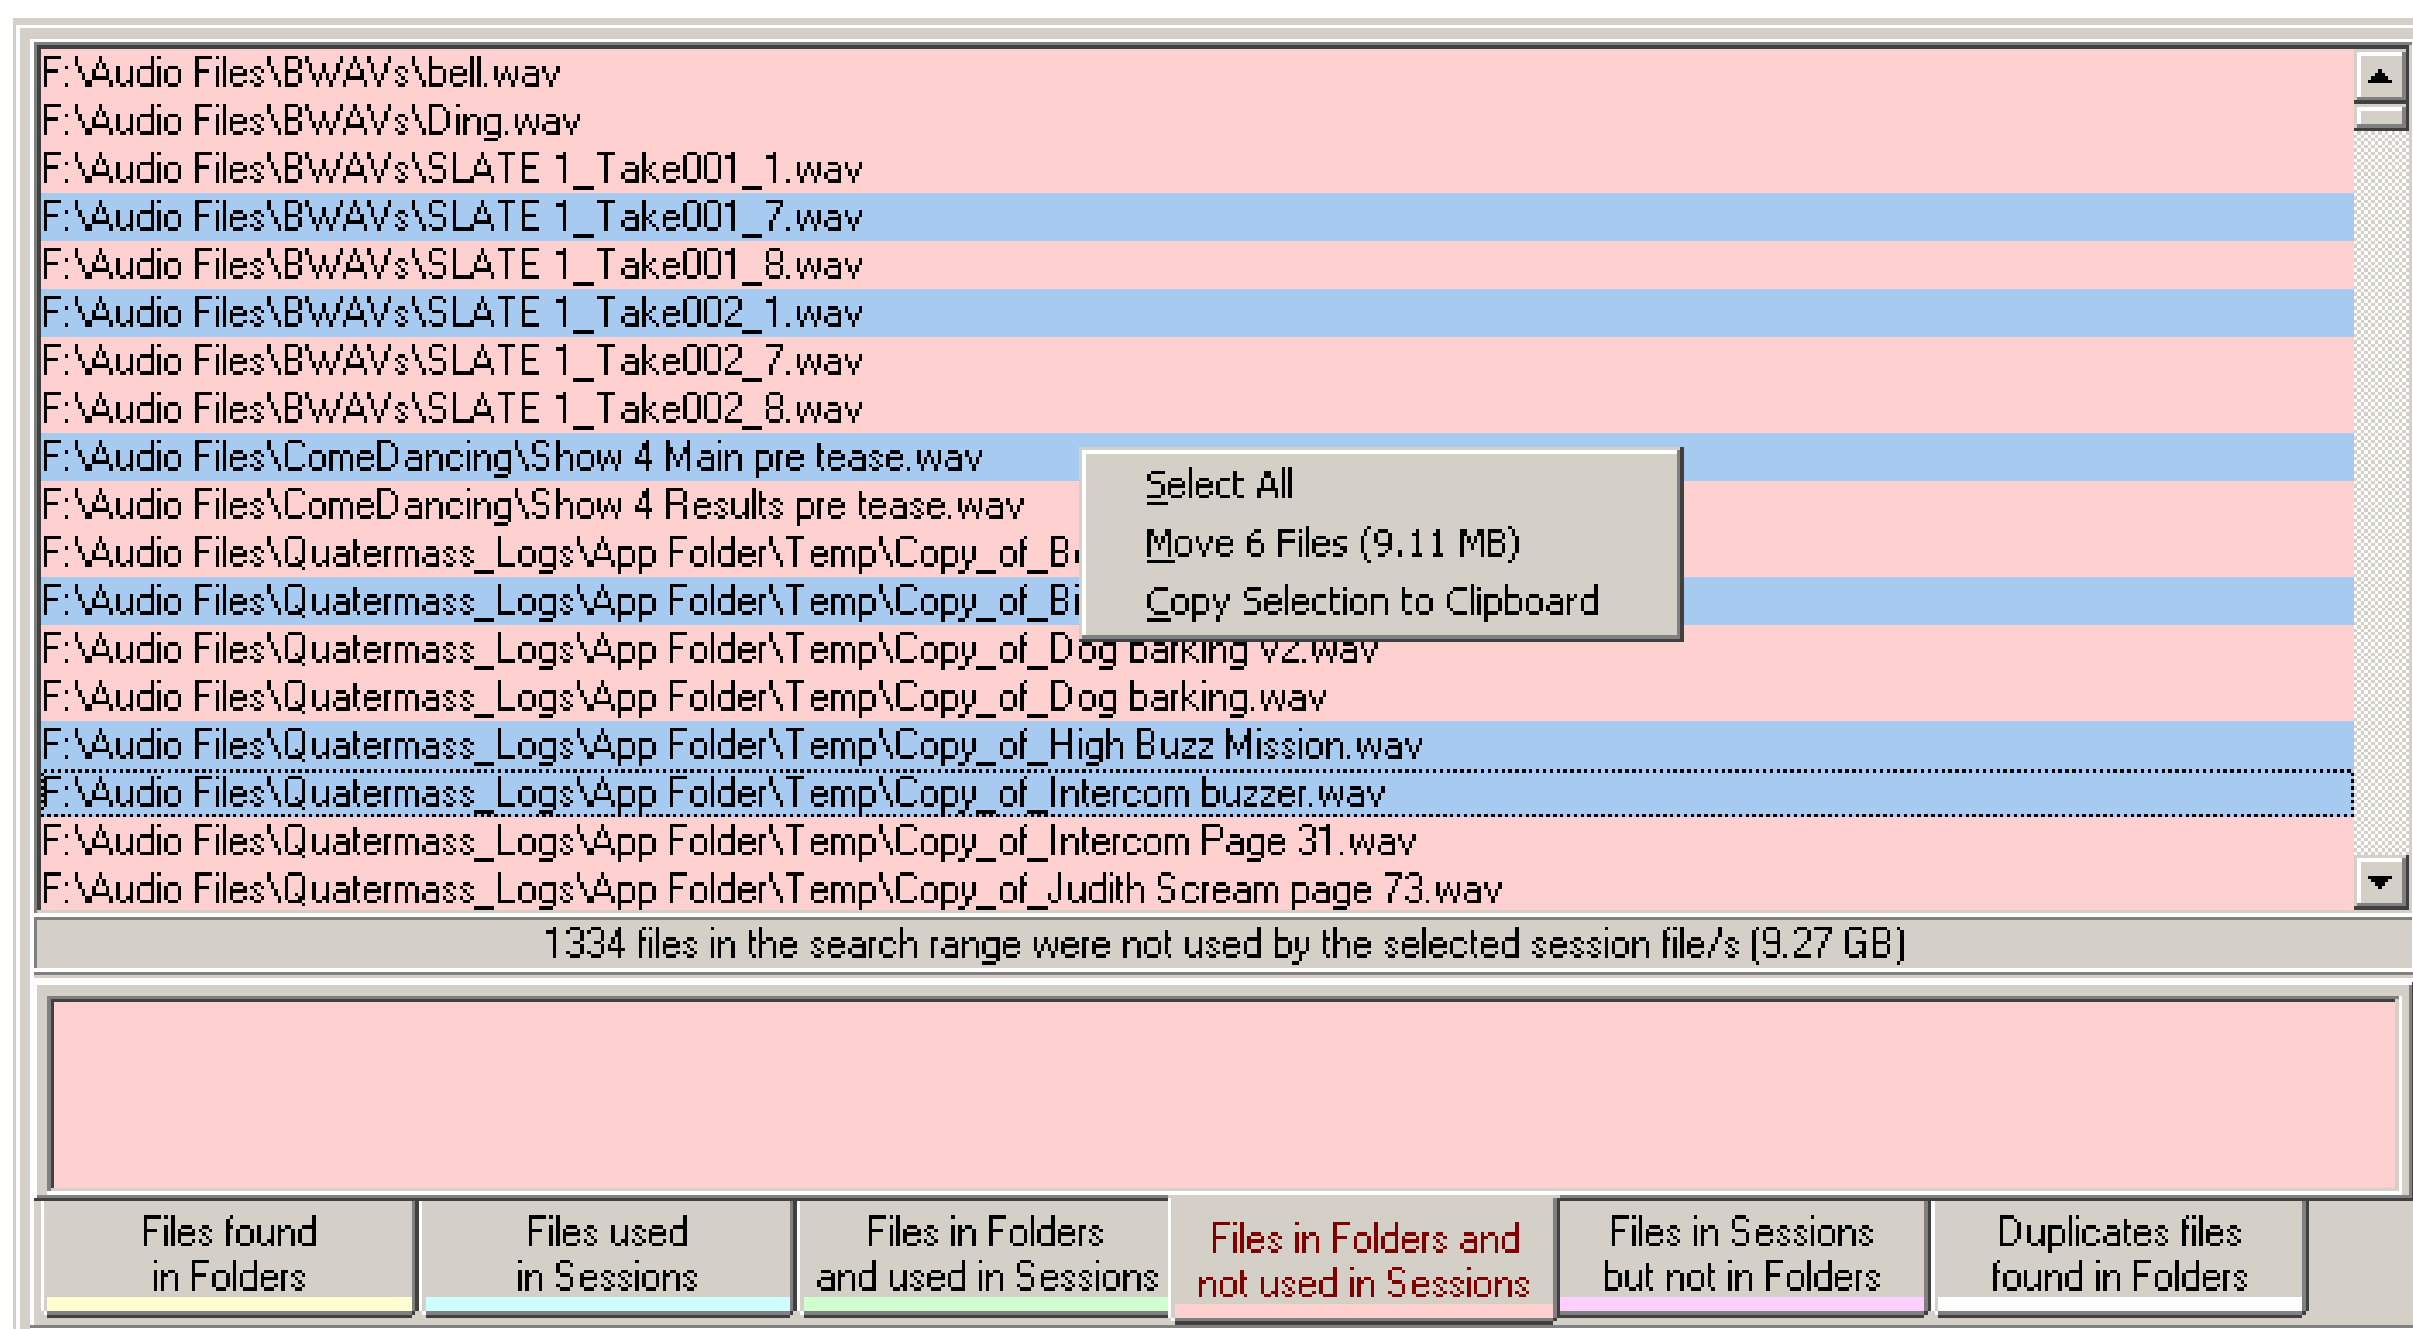 F:\Audio Files\BWAVs\bell.wav
F:\Audio Files\BWAVs\Ding.wav
F:\Audio Files\BWAVs\SLATE 1_Take001_1.wav
F:\Audio Files\BWAVs\SLATE 1_Take001_7.wav
F:\Audio Files\BWAVs\SLATE 1_Take001_8.wav
F:\Audio Files\BWAVs\SLATE 1_Take002_1.wav
F:\Audio Files\BWAVs\SLATE 1_Take002_7.wav
F:\Audio Files\BWAVs\SLATE 1_Take002_8.wav
F:\Audio Files\ComeDancing\Show 4 Main pre tease.wav
F:\Audio Files\ComeDancing\Show 4 Results pre tease.wav
F:\Audio Files\Quatermass_Logs\App Folder\Temp\Copy_of_B
F:\Audio Files\Quatermass_Logs\App Folder\Temp\Copy_of_Bi
F:\Audio Files\Quatermass_Logs\App Folder\Temp\Copy_of_Dog barking v2.wav
F:\Audio Files\Quatermass_Logs\App Folder\Temp\Copy_of_Dog barking.wav
F:\Audio Files\Quatermass_Logs\App Folder\Temp\Copy_of_High Buzz Mission.wav
F:\Audio Files\Quatermass_Logs\App Folder\Temp\Copy_of_Intercom buzzer.wav
F:\Audio Files\Quatermass_Logs\App Folder\Temp\Copy_of_Intercom Page 31.wav
F:\Audio Files\Quatermass_Logs\App Folder\Temp\Copy_of_Judith Scream page 73.wav
Select All
Move 6 Files (9.11 MB)
Copy Selection to Clipboard
1334 files in the search range were not used by the selected session file/s (9.27 GB)
Files found
in Folders
Files used
in Sessions
Files in Folders
and used in Sessions
Files in Folders and
not used in Sessions
Files in Sessions
but not in Folders
Duplicates files
found in Folders